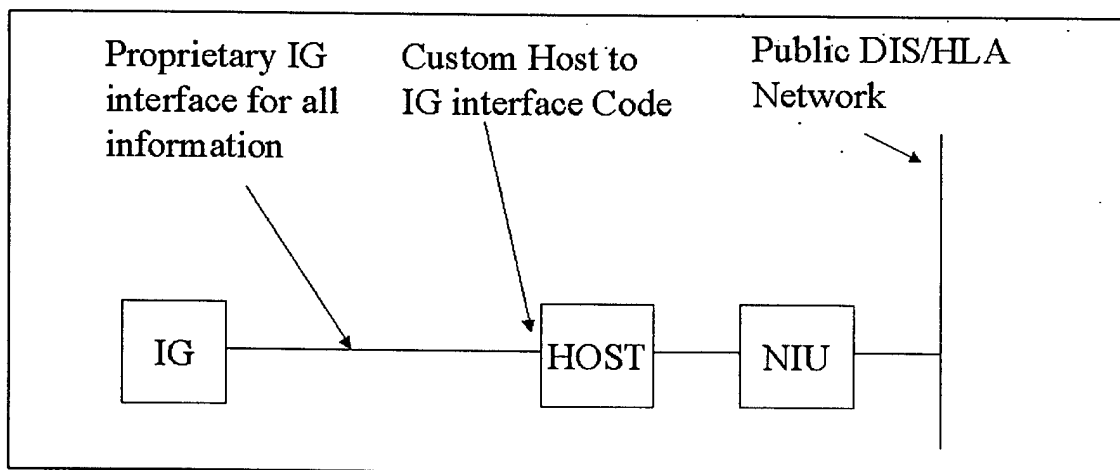 Proprietary IG
interface for all
information
Custom Host to
IG interface Code
Public DIS/HLA
Network
IG
HOST
NIU